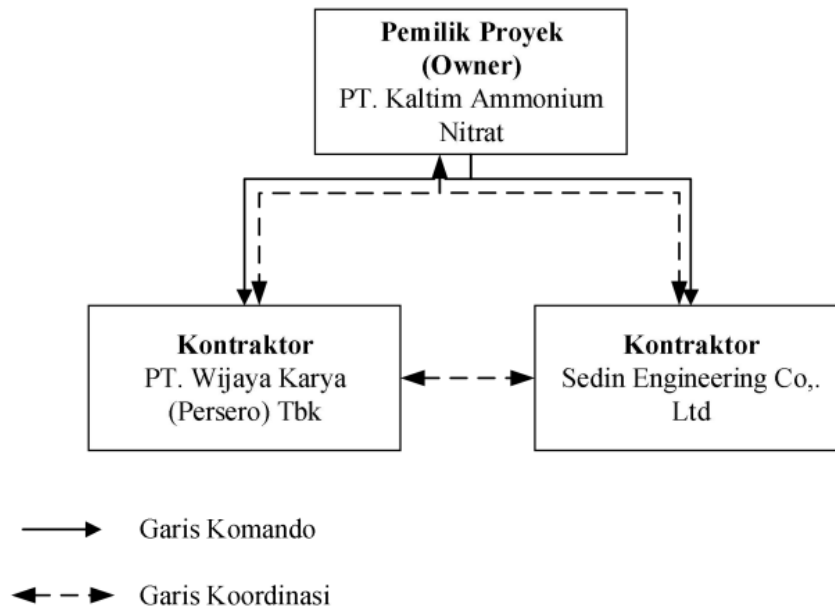 Pemilik Proyek
(Owner)
PT. Kaltim Ammonium
Nitrat
Kontraktor
PT. Wijaya Karya
(Persero) Tbk
Kontraktor
Sedin Engineering Co,.
Ltd
Garis Komando
Garis Koordinasi